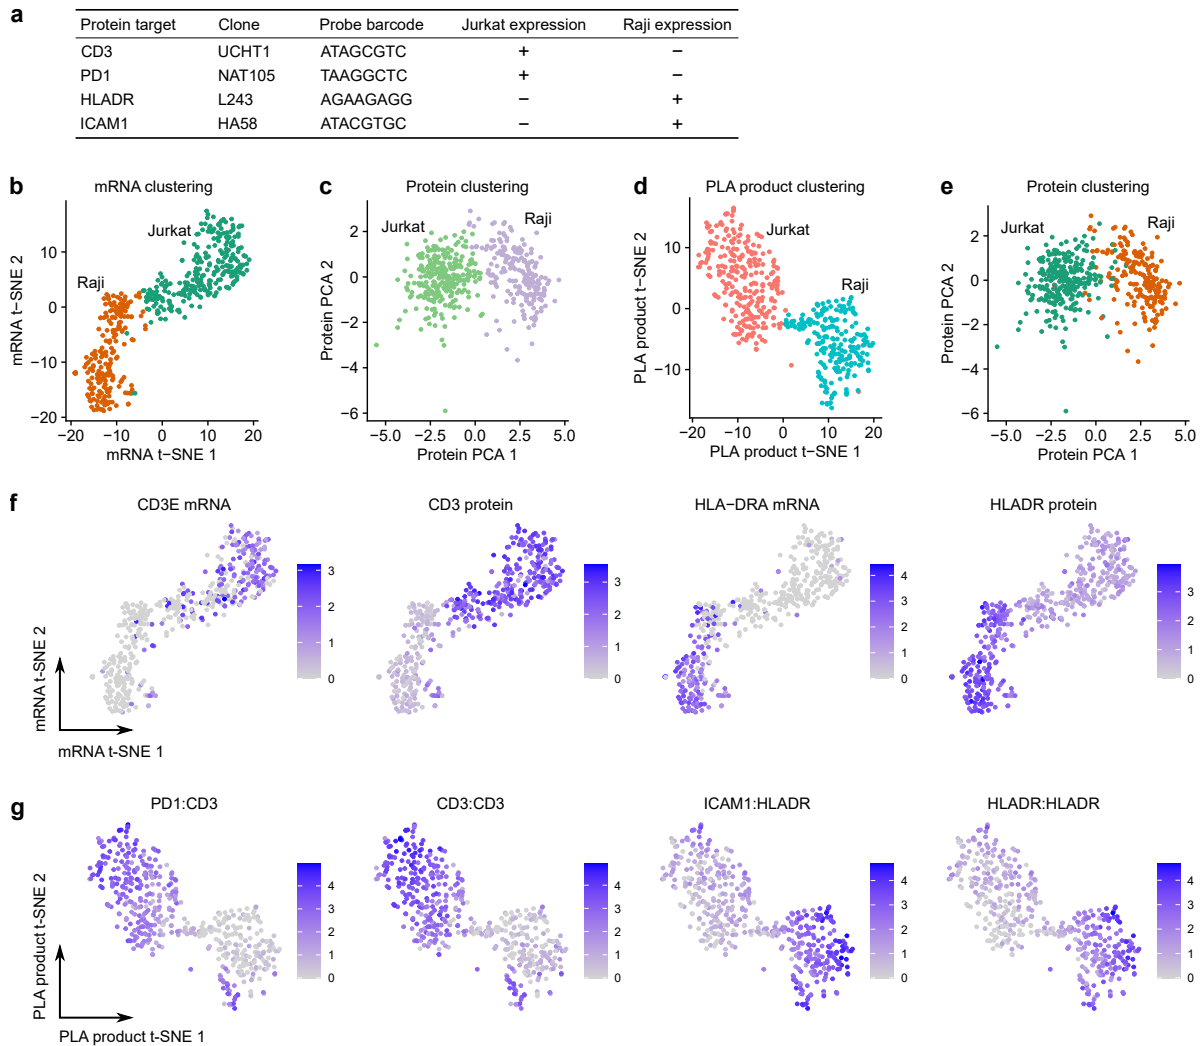 a
Protein target Clone Probe barcode Jurkat expression Raji expression
CD3 UCHT1 ATAGCGTC + −
PD1 NAT105 TAAGGCTC + −
HLADR L243 AGAAGAGG − +
ICAM1 HA58 ATACGTGC − +
b
mRNA clustering
Jurkat
Raji
mRNA t−SNE 2
10
0
−10
−20
−20 −10 0 10 20
mRNA t−SNE 1
c
Protein clustering
Jurkat
Raji
Protein PCA 2
2
0
−2
−4
−6
−5.0 −2.5 0.0 2.5 5.0
Protein PCA 1
d
PLA product clustering
Jurkat
Raji
PLA product t−SNE 2
10
0
−10
−20 −10 0 10 20
PLA product t−SNE 1
e
Protein clustering
Jurkat
Raji
Protein PCA 2
2
0
−2
−4
−6
−5.0 −2.5 0.0 2.5 5.0
Protein PCA 1
f
CD3E mRNA
3
2
1
0
CD3 protein
3
2
1
0
HLA−DRA mRNA
4
3
2
1
0
HLADR protein
3
2
1
0
mRNA t-SNE 2
mRNA t-SNE 1
g
PD1:CD3
4
3
2
1
0
CD3:CD3
4
3
2
1
0
ICAM1:HLADR
4
3
2
1
0
HLADR:HLADR
4
3
2
1
0
PLA product t-SNE 2
PLA product t-SNE 1